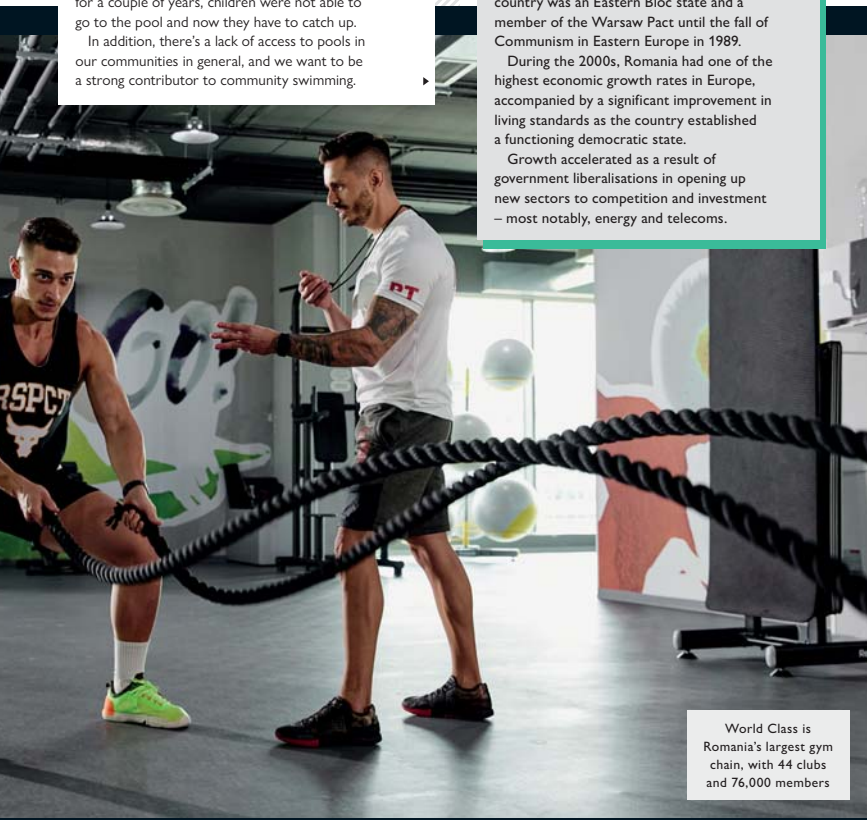 for a couple of years, children were not able to
go to the pool and now they have to catch up.
In addition, there's a lack of access to pools in
our communities in general, and we want to be
a strong contributor to community swimming.
country was an Eastern Bloc state and a
member of the Warsaw Pact until the fall of
Communism in Eastern Europe in 1989.
During the 2000s, Romania had one of the
highest economic growth rates in Europe,
accompanied by a significant improvement in
living standards as the country established
a functioning democratic state.
Growth accelerated as a result of
government liberalisations in opening up
new sectors to competition and investment
– most notably, energy and telecoms.
GO!
PT
RSPCT
World Class is
Romania's largest gym
chain, with 44 clubs
and 76,000 members